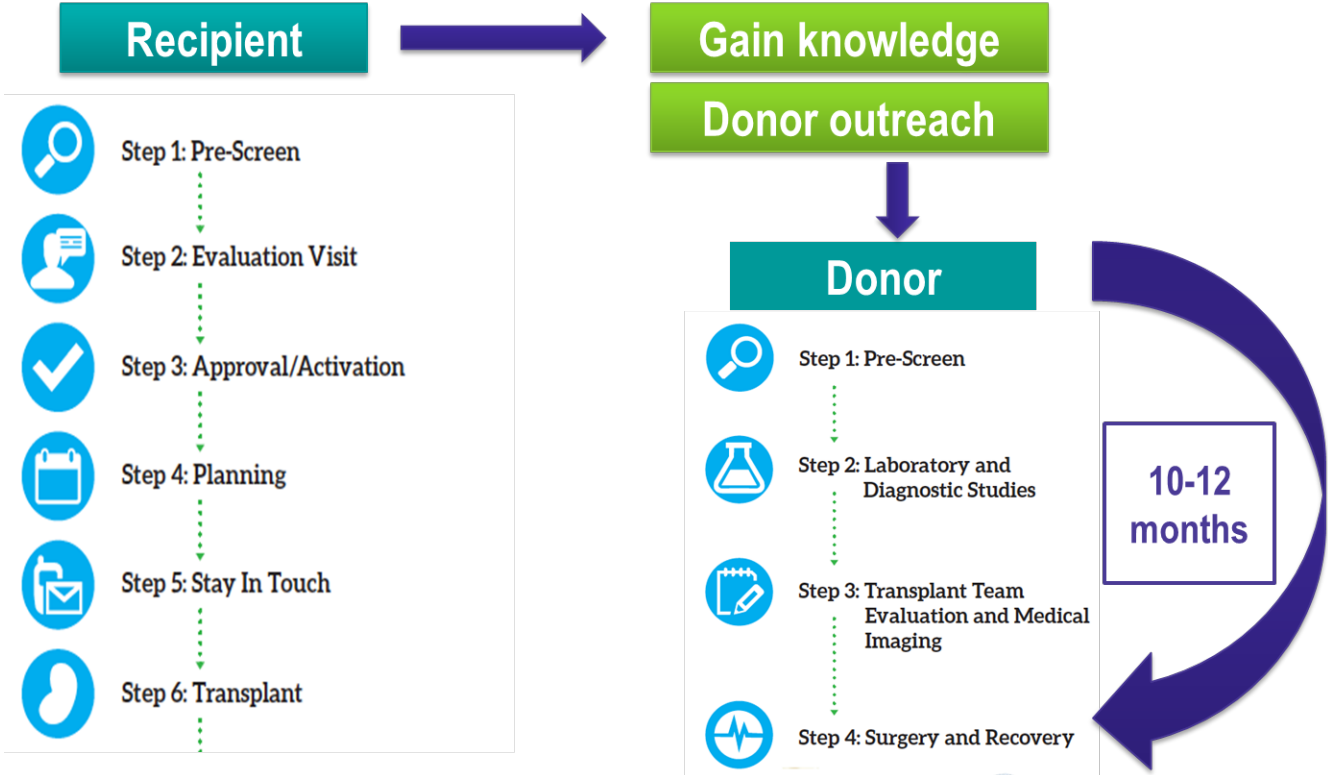 Recipient
Gain knowledge
Donor outreach
Step 1: Pre-Screen
Step 2: Evaluation Visit
Step 3: Approval/Activation
Step 4: Planning
Step 5: Stay In Touch
Step 6: Transplant
Donor
Step 1: Pre-Screen
Step 2: Laboratory and
Diagnostic Studies
Step 3: Transplant Team
Evaluation and Medical
Imaging
Step 4: Surgery and Recovery
10-12
months